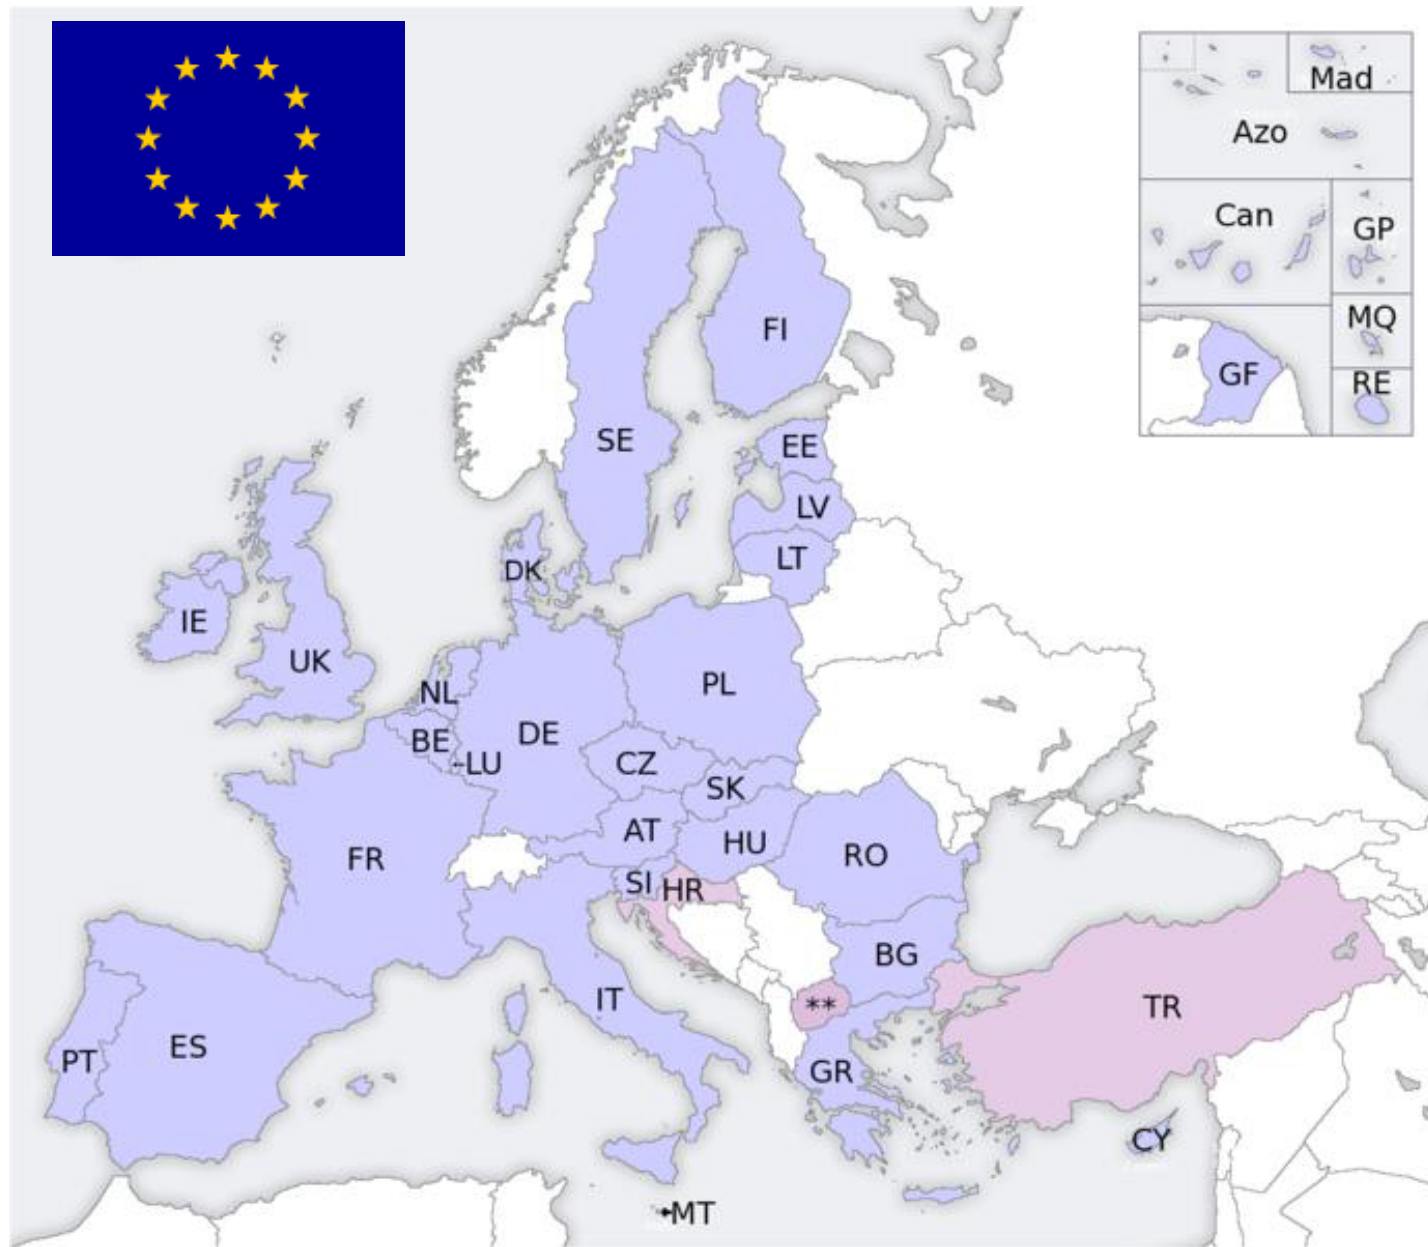 Mad
Azo
Can
GP
MQ
GF
RE
FI
SE
EE
LV
LT
DK
IE
UK
NL
PL
BE
DE
LU
CZ
SK
AT
HU
FR
RO
SI
HR
BG
IT
**
TR
ES
PT
GR
CY
MT